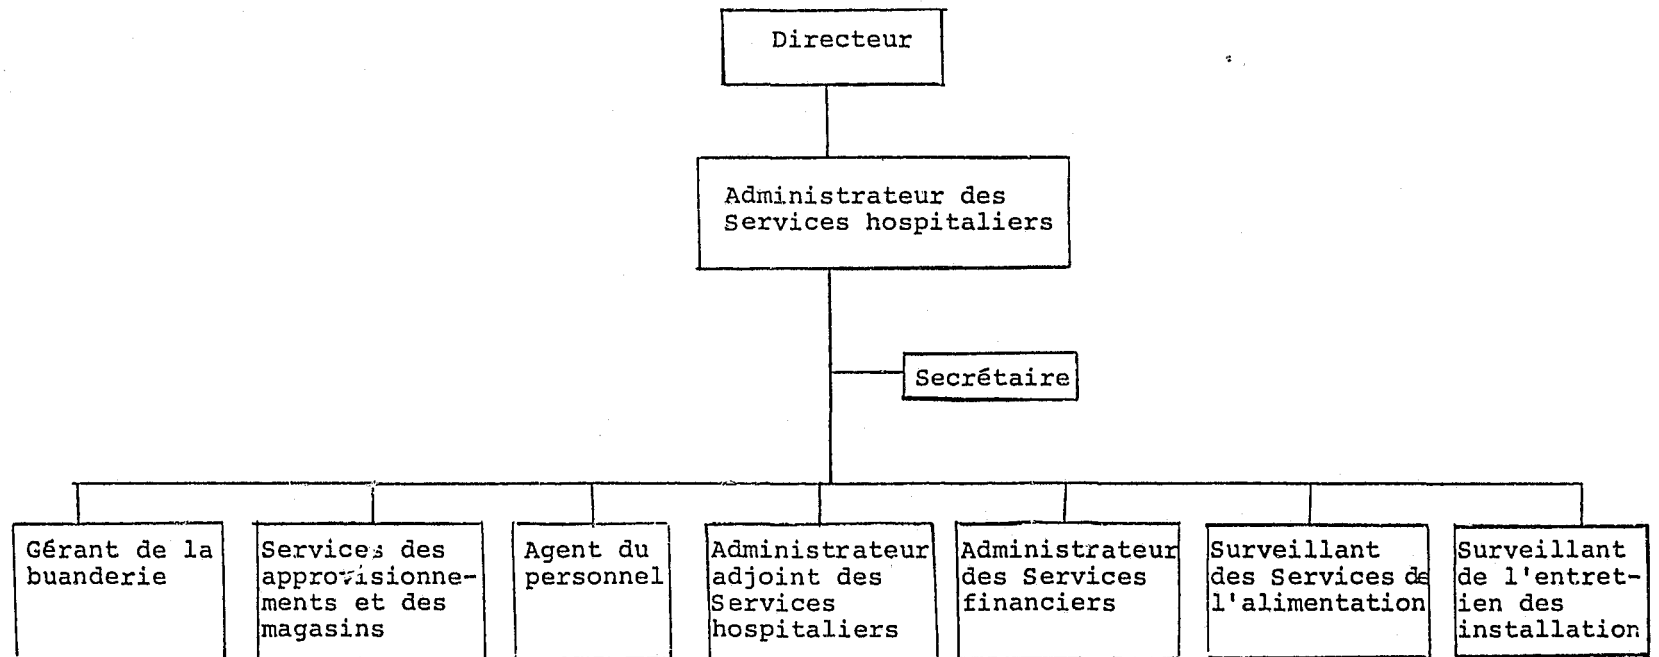 Directeur
Administrateur des
Services hospitaliers
Secrétaire
Gérant de la
buanderie
Services des
approvisionne-
ments et des
magasins
Agent du
personnel
Administrateur
adjoint des
Services
hospitaliers
Administrateur
des Services
financiers
Surveillant
des Services de
l'alimentation
Surveillant
de l'entret-
ien des
installation